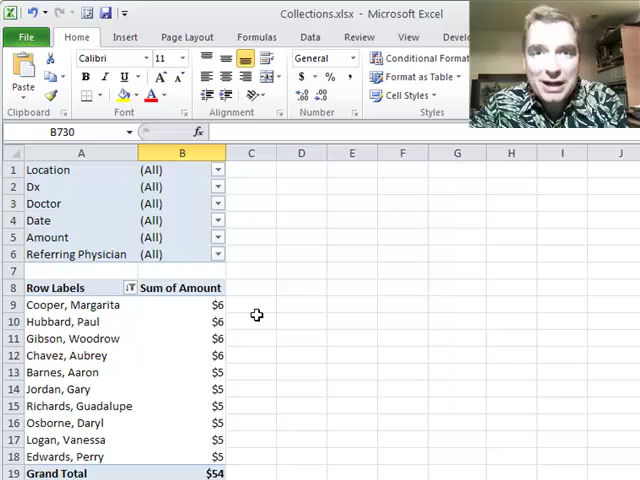 Collections.xlsx - Microsoft Excel
File Home Insert Page Layout Formulas Data Review View
Paste Calibri 11 General Conditional Formatting
B I U $ % , Format as Table
Cell Styles
Clipboard Font Alignment Number Styles
B730 fx
A B C D E F G H I J
1 Location (All)
2 Dx (All)
3 Doctor (All)
4 Date (All)
5 Amount (All)
6 Referring Physician (All)
7
8 Row Labels Sum of Amount
9 Cooper, Margarita $6
10 Hubbard, Paul $6
11 Gibson, Woodrow $6
12 Chavez, Aubrey $6
13 Barnes, Aaron $5
14 Jordan, Gary $5
15 Richards, Guadalupe $5
16 Osborne, Daryl $5
17 Logan, Vanessa $5
18 Edwards, Perry $5
19 Grand Total $54